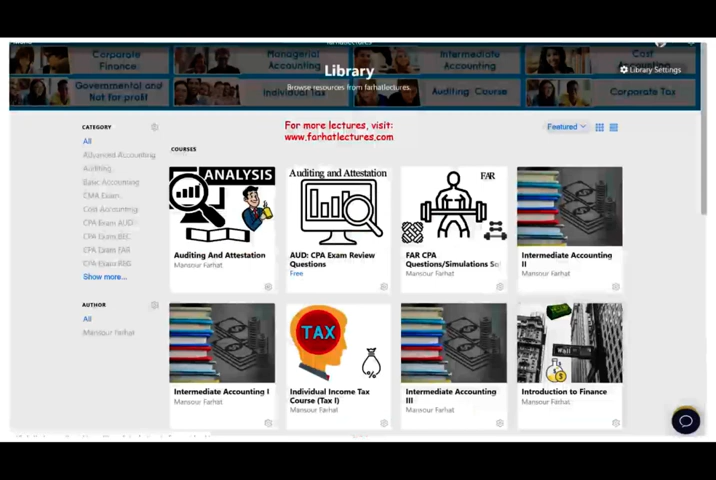 farhatlectures
Corporate
Finance
Managerial
Accounting
Intermediate
Accounting
Cost
Accounting
Library
Library Settings
Browse resources from farhatlectures.
Governmental and
Not for profit
Individual Tax
Auditing Course
Corporate Tax
For more lectures, visit:
www.farhatlectures.com
Featured
CATEGORY
All
Advanced Accounting
Auditing
Basic Accounting
CMA Exam
Cost Accounting
CPA Exam AUD
CPA Exam BEC
CPA Exam FAR
CPA Exam REG
Show more...
AUTHOR
All
Mansour Farhat
COURSES
ANALYSIS
Auditing And Attestation
Mansour Farhat
Auditing and Attestation
AUD: CPA Exam Review
Questions
Free
FAR
FAR CPA
Questions/Simulations So
Mansour Farhat
Intermediate Accounting
II
Mansour Farhat
Intermediate Accounting I
Mansour Farhat
TAX
Individual Income Tax
Course (Tax I)
Mansour Farhat
Intermediate Accounting
III
Mansour Farhat
Introduction to Finance
Mansour Farhat